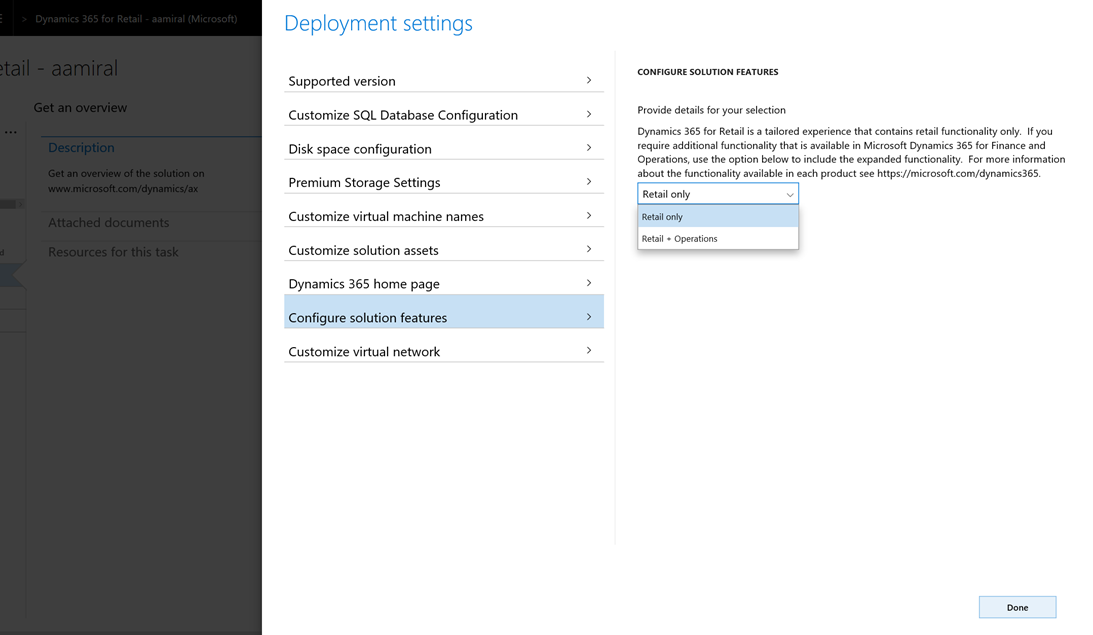 > Dynamics 365 for Retail - aamiral (Microsoft)
Deployment settings
etail - aamiral
Get an overview
...
Description
Get an overview of the solution on
www.microsoft.com/dynamics/ax
Attached documents
Resources for this task
Supported version
Customize SQL Database Configuration
Disk space configuration
Premium Storage Settings
Customize virtual machine names
Customize solution assets
Dynamics 365 home page
Configure solution features
Customize virtual network
CONFIGURE SOLUTION FEATURES
Provide details for your selection
Dynamics 365 for Retail is a tailored experience that contains retail functionality only. If you
require additional functionality that is available in Microsoft Dynamics 365 for Finance and
Operations, use the option below to include the expanded functionality. For more information
about the functionality available in each product see https://microsoft.com/dynamics365.
Retail only
Retail only
Retail + Operations
Done